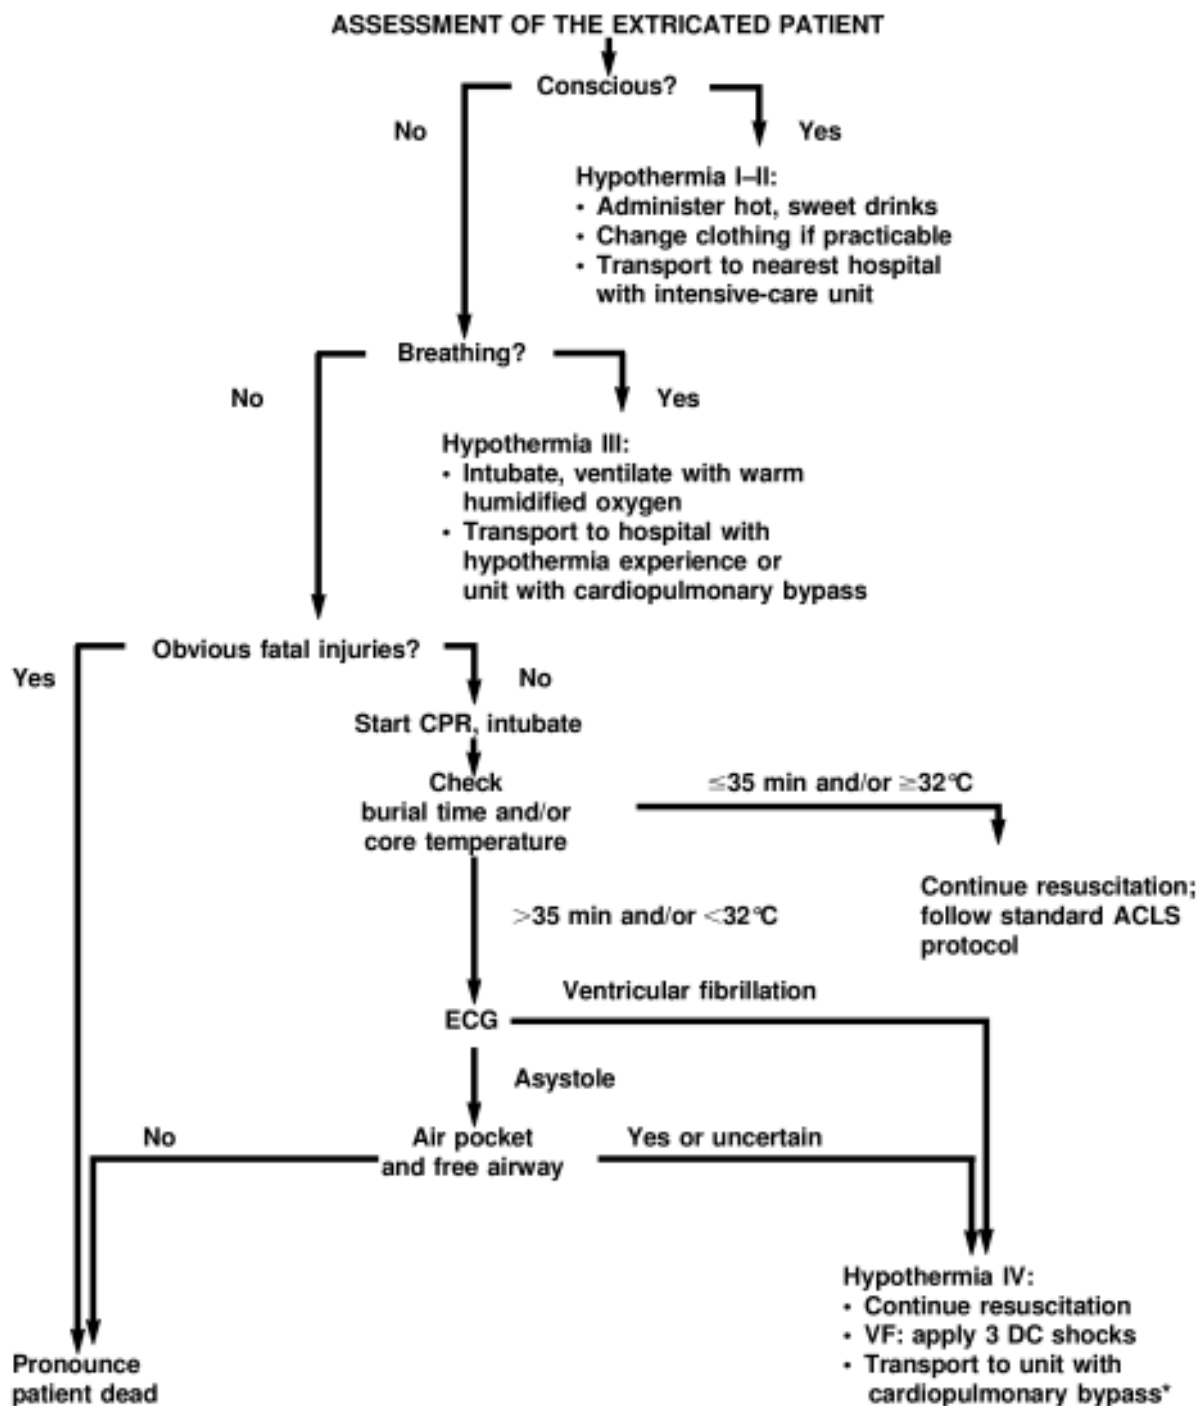 ASSESSMENT OF THE EXTRICATED PATIENT
Conscious?
No
Yes
Hypothermia I–II:
• Administer hot, sweet drinks
• Change clothing if practicable
• Transport to nearest hospital
with intensive-care unit
Breathing?
No
Yes
Hypothermia III:
• Intubate, ventilate with warm
humidified oxygen
• Transport to hospital with
hypothermia experience or
unit with cardiopulmonary bypass
Obvious fatal injuries?
Yes
No
Start CPR, intubate
Check
burial time and/or
core temperature
≤35 min and/or ≥32°C
Continue resuscitation;
follow standard ACLS
protocol
>35 min and/or <32°C
Ventricular fibrillation
ECG
Asystole
No
Air pocket
and free airway
Yes or uncertain
Hypothermia IV:
• Continue resuscitation
• VF: apply 3 DC shocks
• Transport to unit with
cardiopulmonary bypass*
Pronounce
patient dead